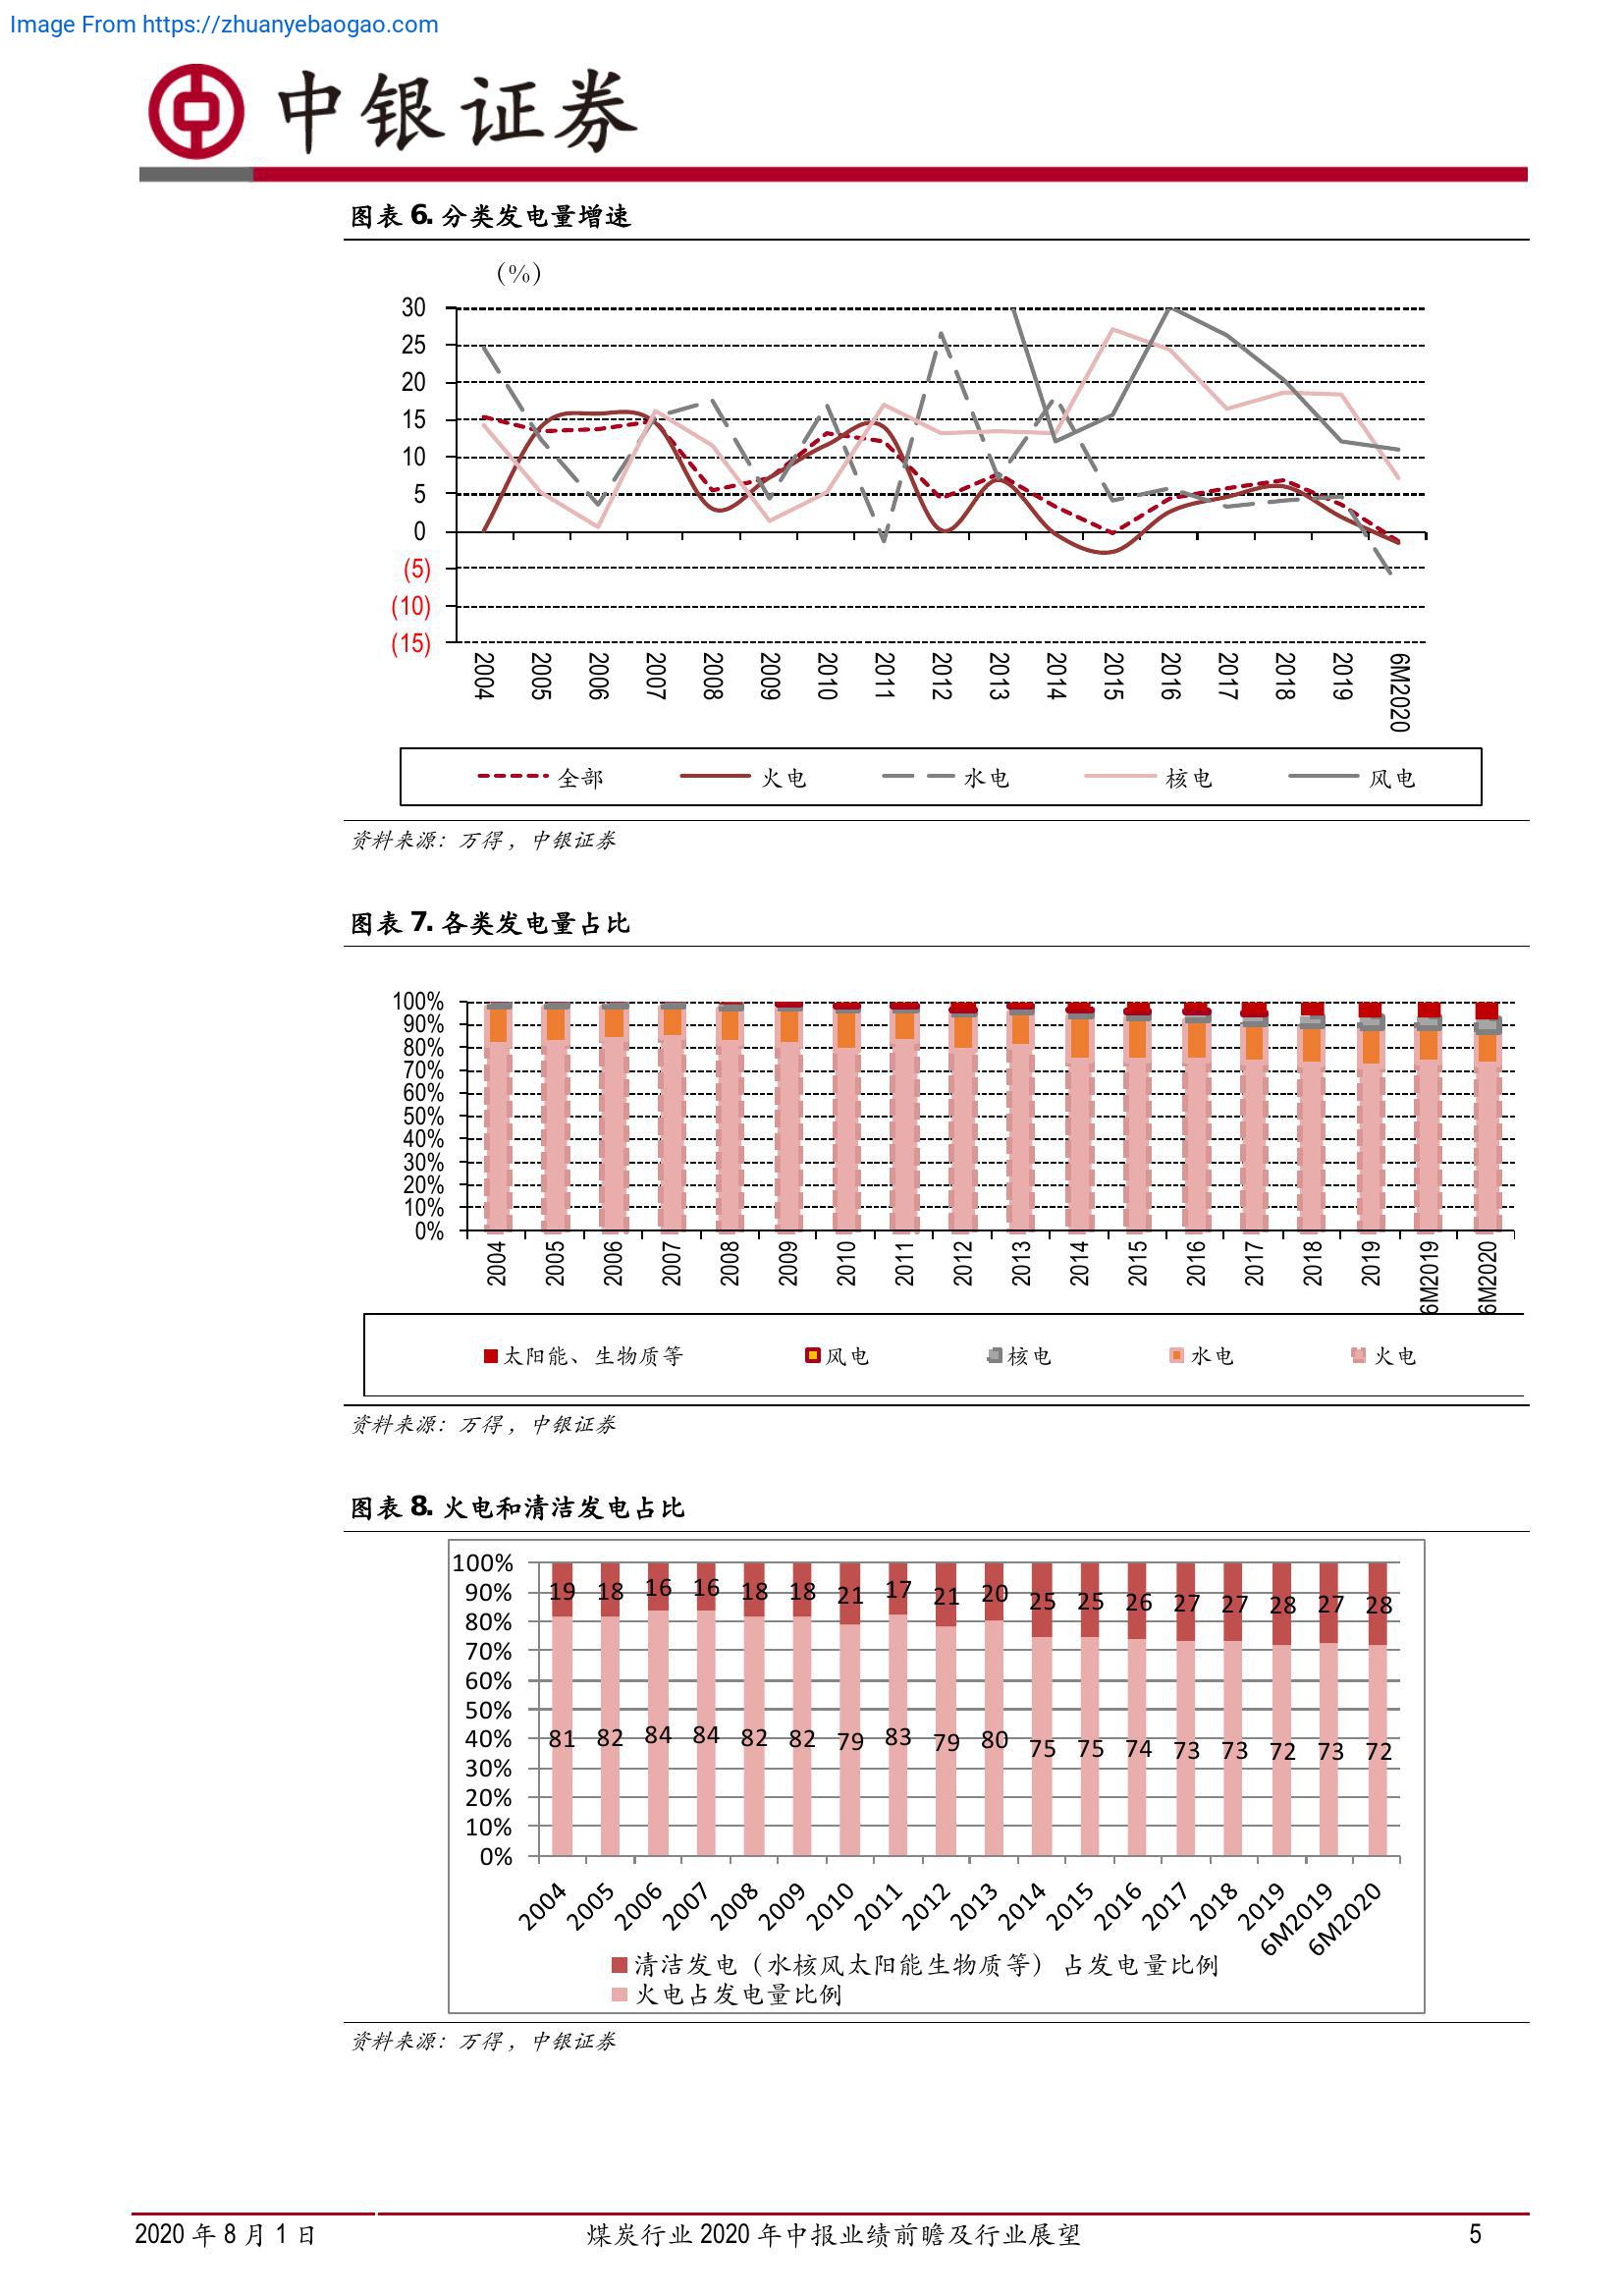 Image From https://zhuanyebaogao.com
中银证券
图表 6. 分类发电量增速
(%)
30
25
20
15
10
5
0
(5)
(10)
(15)
2004 2005 2006 2007 2008 2009 2010 2011 2012 2013 2014 2015 2016 2017 2018 2019 6M2020
全部 火电 水电 核电 风电
资料来源：万得，中银证券
图表 7. 各类发电量占比
100%
90%
80%
70%
60%
50%
40%
30%
20%
10%
0%
2004 2005 2006 2007 2008 2009 2010 2011 2012 2013 2014 2015 2016 2017 2018 2019 6M2019 6M2020
太阳能、生物质等 风电 核电 水电 火电
资料来源：万得，中银证券
图表 8. 火电和清洁发电占比
100%
90%
80%
70%
60%
50%
40%
30%
20%
10%
0%
19 18 16 16 18 18 21 17 21 20 25 25 26 27 27 28 27 28
81 82 84 84 82 82 79 83 79 80 75 75 74 73 73 72 73 72
2004 2005 2006 2007 2008 2009 2010 2011 2012 2013 2014 2015 2016 2017 2018 2019 6M2019 6M2020
清洁发电（水核风太阳能生物质等）占发电量比例
火电占发电量比例
资料来源：万得，中银证券
2020 年 8 月 1 日 煤炭行业 2020 年中报业绩前瞻及行业展望 5